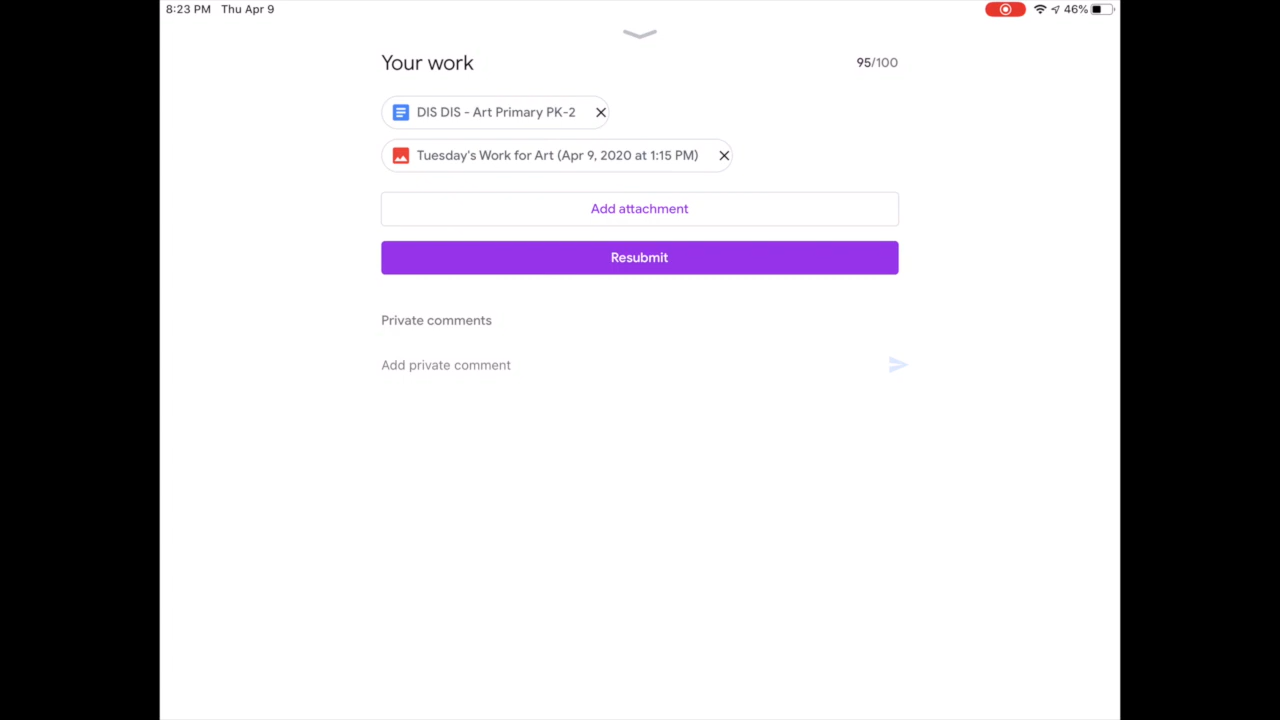 8:23 PM Thu Apr 9 46%
Your work 95/100
DIS DIS - Art Primary PK-2
Tuesday's Work for Art (Apr 9, 2020 at 1:15 PM)
Add attachment
Resubmit
Private comments
Add private comment